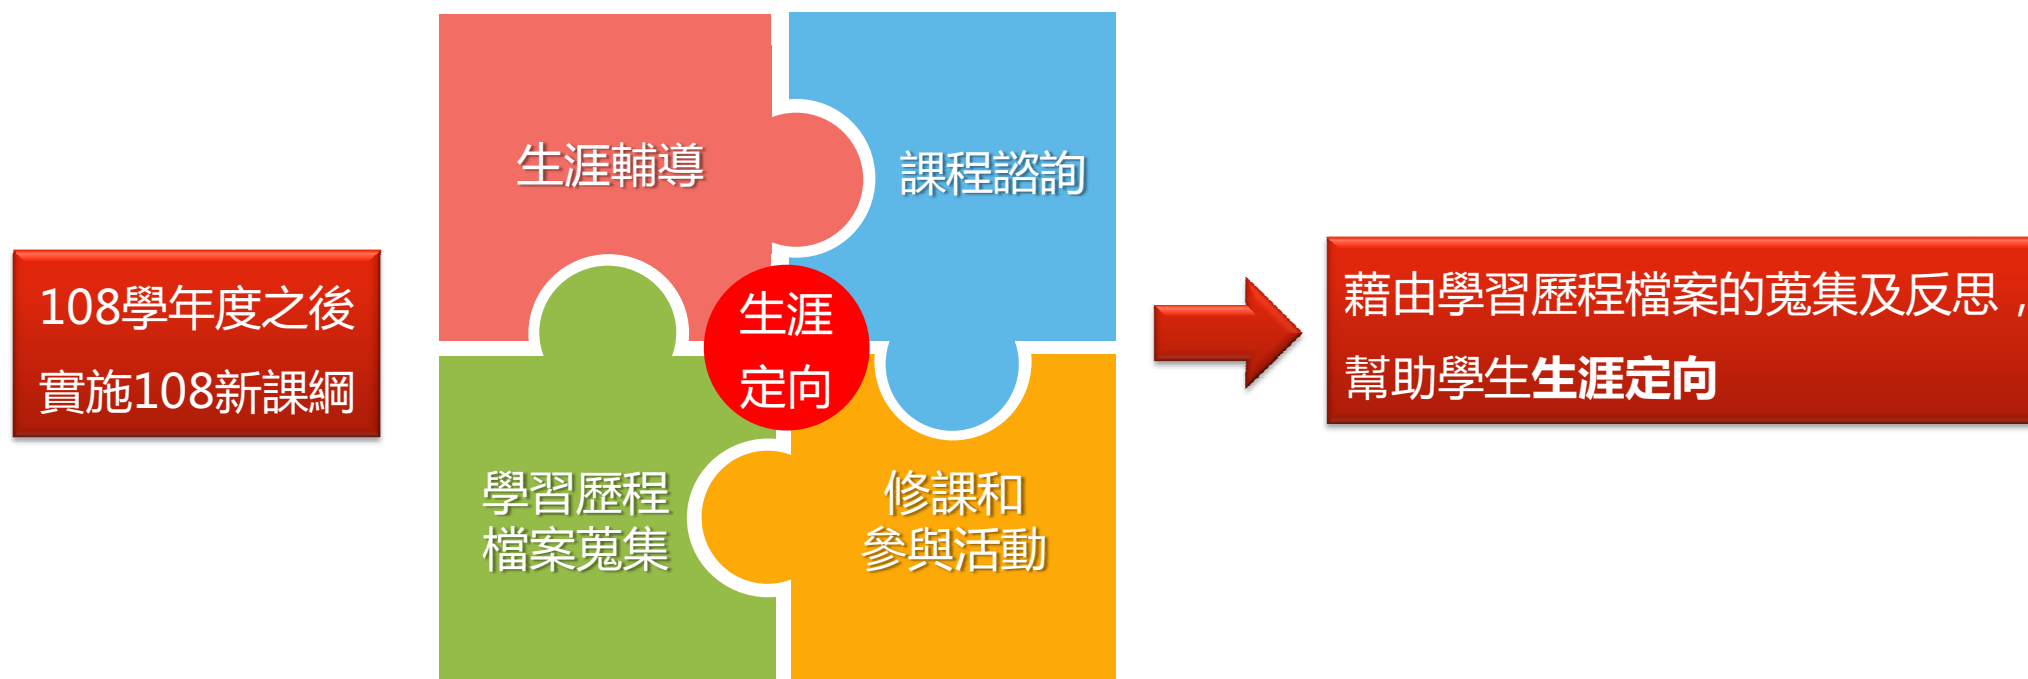 108學年度之後
實施108新課綱
生涯輔導
課程諮詢
生涯
定向
學習歷程
檔案蒐集
修課和
參與活動
藉由學習歷程檔案的蒐集及反思，
幫助學生生涯定向